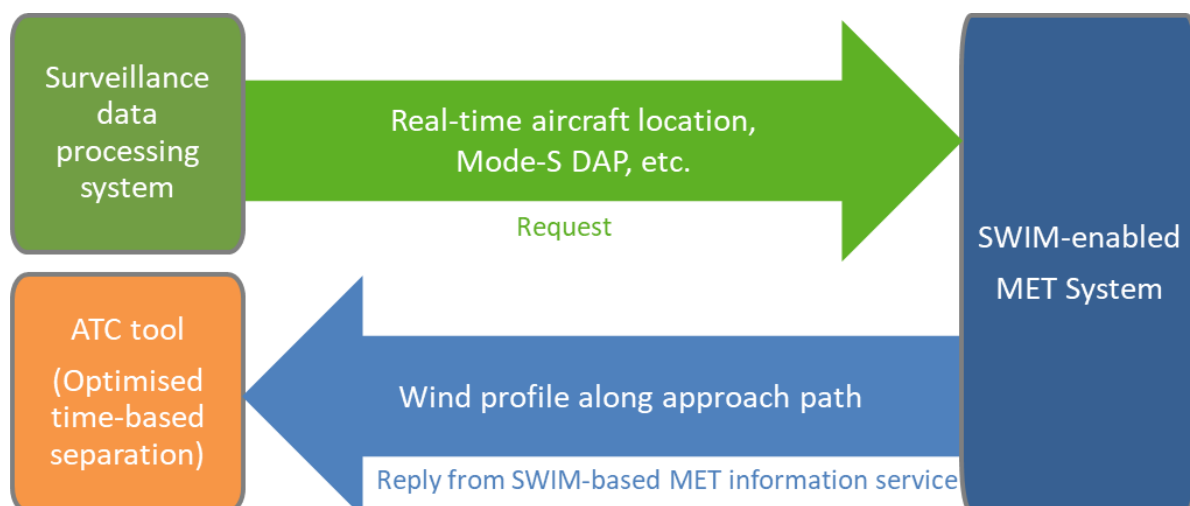 Surveillance
data
processing
system
Real-time aircraft location,
Mode-S DAP, etc.
Request
SWIM-enabled
MET System
ATC tool
(Optimised
time-based
separation)
Wind profile along approach path
Reply from SWIM-based MET information service